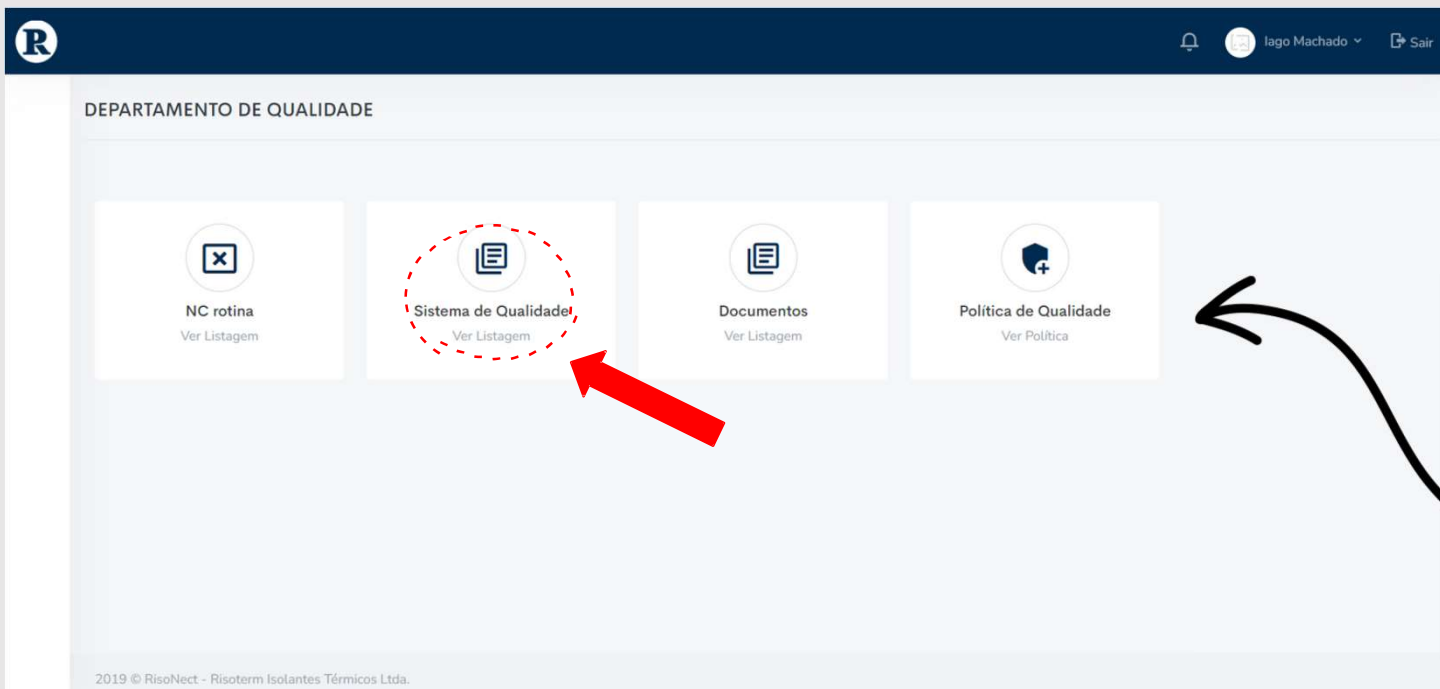 R
Iago Machado
Sair
DEPARTAMENTO DE QUALIDADE
NC rotina
Ver Listagem
Sistema de Qualidade
Ver Listagem
Documentos
Ver Listagem
Política de Qualidade
Ver Política
2019 © RisoNect - Risoterm Isolantes Térmicos Ltda.